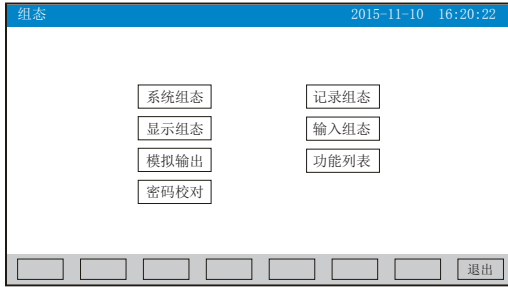 组态 2015-11-10 16:20:22
系统组态 记录组态
显示组态 输入组态
模拟输出 功能列表
密码校对
退出